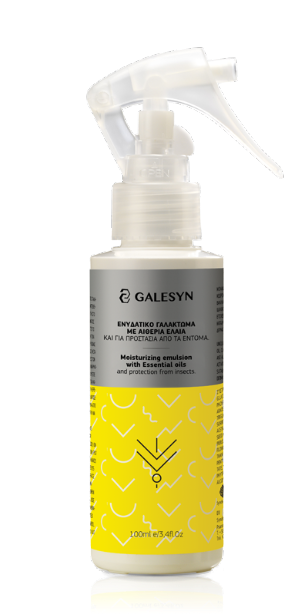 GALESYN
ΕΝΥΔΑΤΙΚΟ ΓΑΛΑΚΤΩΜΑ
ΜΕ ΑΙΘΕΡΙΑ ΕΛΑΙΑ
ΚΑΙ ΓΙΑ ΠΡΟΣΤΑΣΙΑ ΑΠΟ ΤΑ ΕΝΤΟΜΑ
Moisturizing emulsion
with Essential oils
and protection from insects.
100ml e/3.4fl.Oz